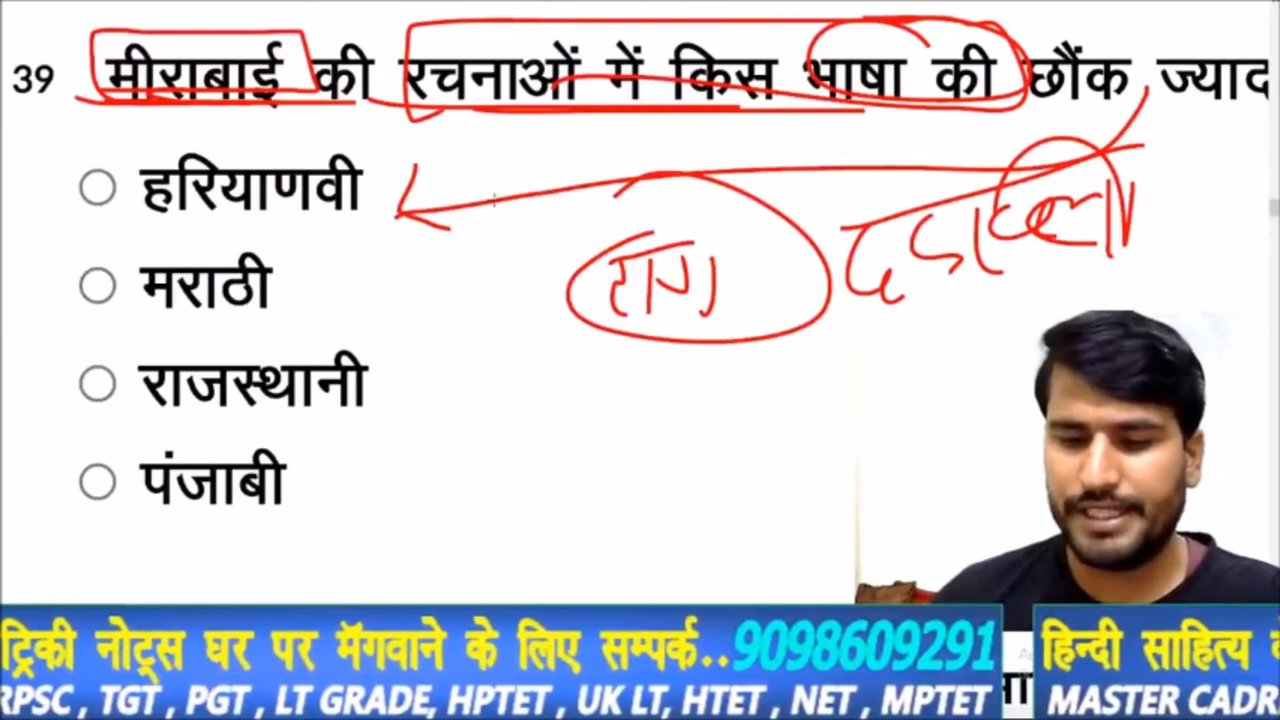 39 मीराबाई की रचनाओं में किस भाषा की छौंक ज्याद
हरियाणवी
मराठी
राजस्थानी
पंजाबी
ट्रिकी नोट्स घर पर मॅगवाने के लिए सम्पर्क..9098609291
हिन्दी साहित्य
RPSC , TGT , PGT , LT GRADE, HPTET , UK LT, HTET , NET , MPTET
MASTER CADR